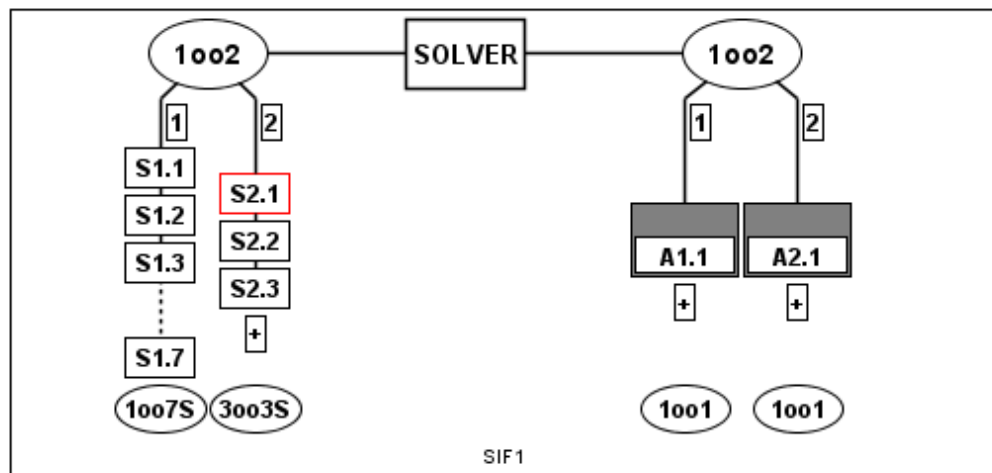 1oo2 SOLVER 1oo2
1 2 1 2
S1.1
S2.1
S1.2
S2.2
S1.3
A1.1 A2.1
S2.3
+ +
+
S1.7
1oo7S 3oo3S 1oo1 1oo1
SIF1